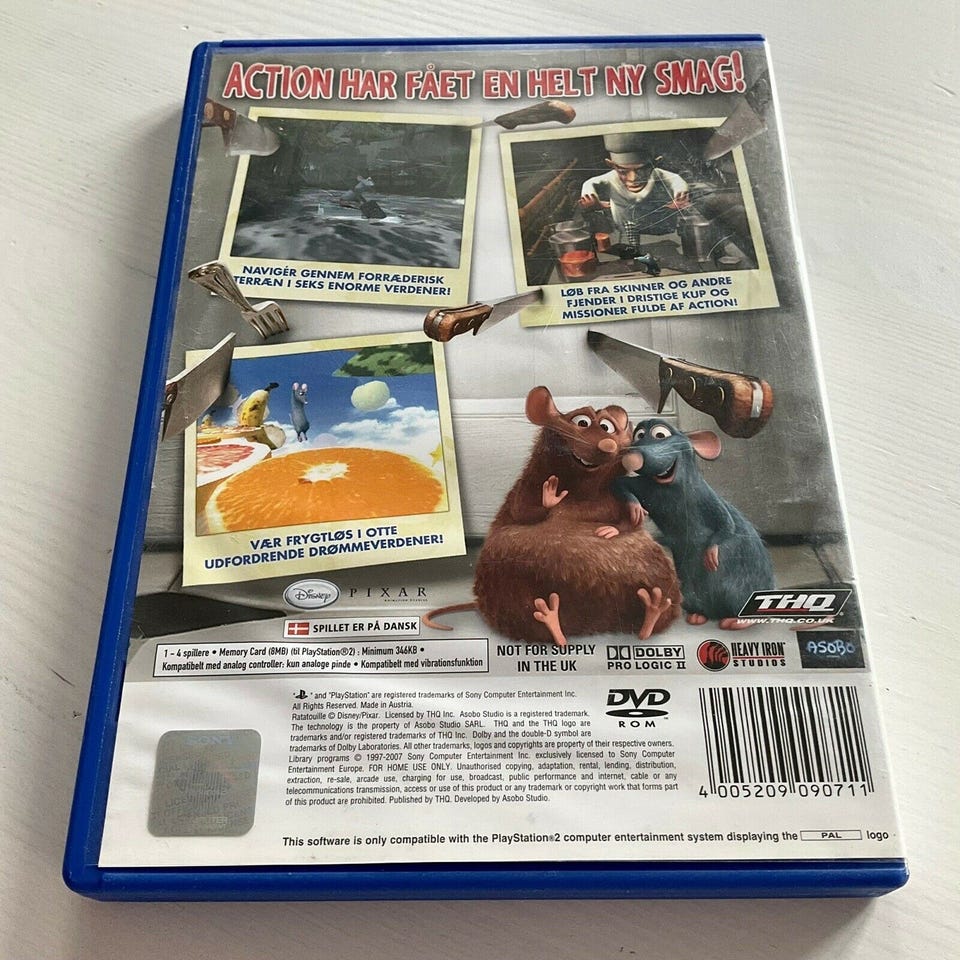 ACTION HAR FÅET EN HELT NY SMAG!
NAVIGÉR GENNEM FORRÆDERISK
TERRÆN I SEKS ENORME VERDENER!
LØB FRA SKINNER OG ANDRE
FJENDER I DRISTIGE KUP OG
MISSIONER FULDE AF ACTION!
VÆR FRYGTLØS I OTTE
UDFORDRENDE DRØMMEVERDENER!
Disney PIXAR
ANIMATION STUDIOS
SPILLET ER PÅ DANSK
THQ
www.THQ.CO.UK
1 – 4 spillere • Memory Card (8MB) (til PlayStation®2) : Minimum 346KB •
Kompatibelt med analog controller: kun analoge pinde • Kompatibelt med vibrationsfunktion
NOT FOR SUPPLY
IN THE UK
DOLBY
PRO LOGIC II
HEAVY IRON
STUDIOS
ASOBO
"PS" and "PlayStation" are registered trademarks of Sony Computer Entertainment Inc.
All Rights Reserved. Made in Austria.
Ratatouille © Disney/Pixar. Licensed by THQ Inc. Asobo Studio is a registered trademark.
The technology is the property of Asobo Studio SARL. THQ and the THQ logo are
trademarks and/or registered trademarks of THQ Inc. Dolby and the double-D symbol are
trademarks of Dolby Laboratories. All other trademarks, logos and copyrights are property of their respective owners.
Library programs © 1997-2007 Sony Computer Entertainment Inc. exclusively licensed to Sony Computer
Entertainment Europe. FOR HOME USE ONLY. Unauthorised copying, adaptation, rental, lending, distribution,
extraction, re-sale, arcade use, charging for use, broadcast, public performance and internet, cable or any
telecommunications transmission, access or use of this product or any trademark or copyright work that forms part
of this product are prohibited. Published by THQ. Developed by Asobo Studio.
DVD
ROM
4 005209 090711
SONY
This software is only compatible with the PlayStation®2 computer entertainment system displaying the PAL logo